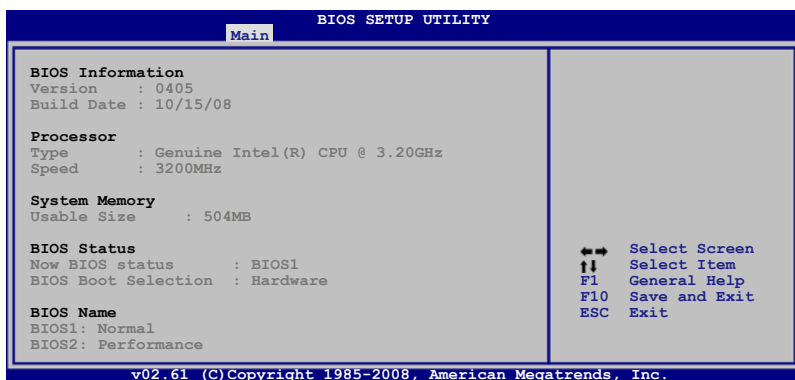 BIOS SETUP UTILITY
Main
BIOS Information
Version : 0405
Build Date : 10/15/08
Processor
Type : Genuine Intel(R) CPU @ 3.20GHz
Speed : 3200MHz
System Memory
Usable Size : 504MB
BIOS Status
Now BIOS status : BIOS1
BIOS Boot Selection : Hardware
BIOS Name
BIOS1: Normal
BIOS2: Performance
←→ Select Screen
↑↓ Select Item
F1 General Help
F10 Save and Exit
ESC Exit
v02.61 (C)Copyright 1985-2008, American Megatrends, Inc.